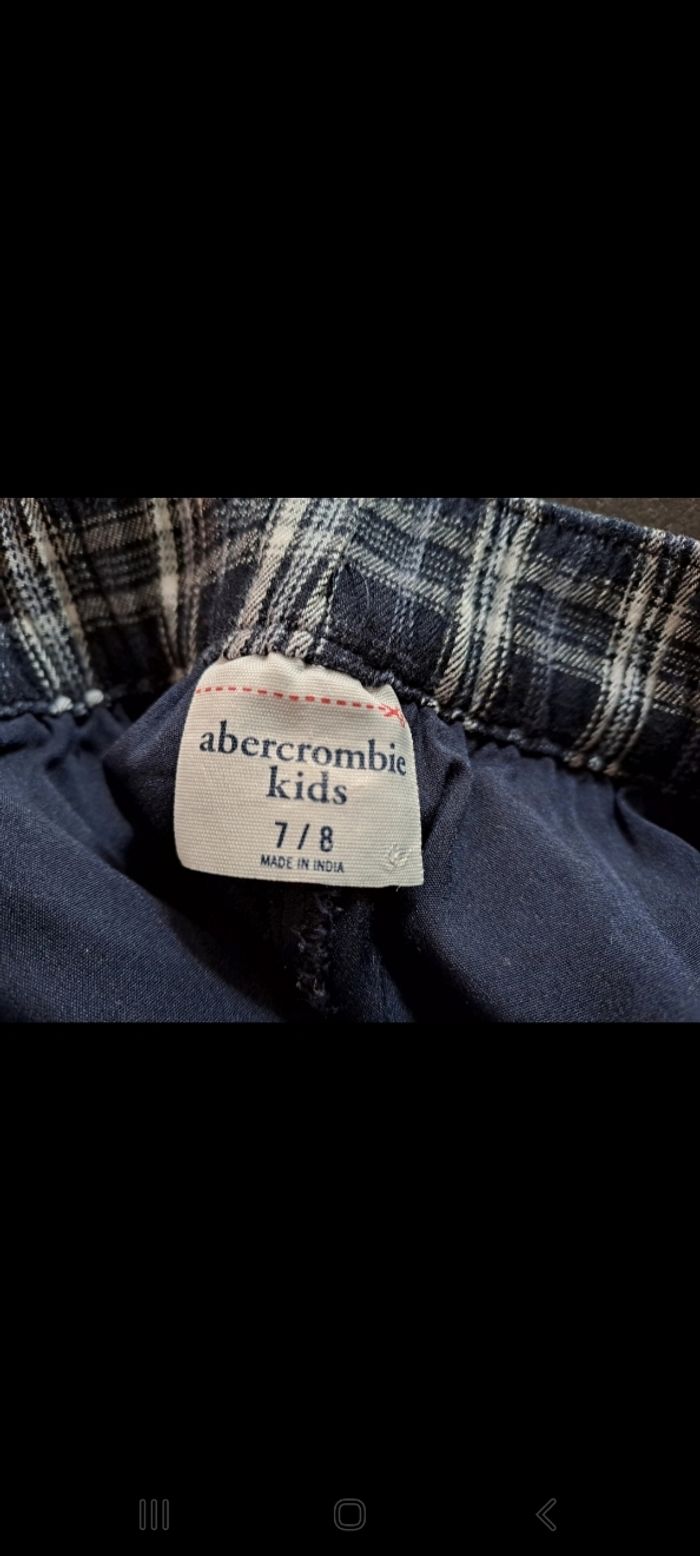 abercrombie
kids
7 / 8
MADE IN INDIA